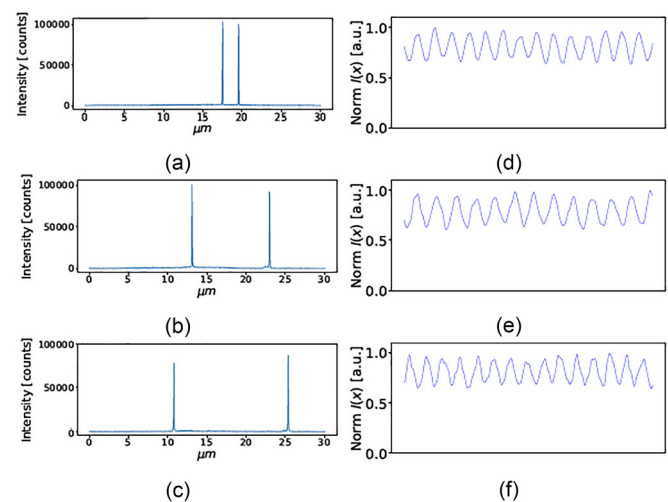 Intensity [counts]
100000
50000
0
0 5 10 15 20 25 30
μm
(a)
Norm I(x) [a.u.]
1.0
0.5
0.0
(d)
Intensity [counts]
100000
50000
0
0 5 10 15 20 25 30
μm
(b)
Norm I(x) [a.u.]
1.0
0.5
0.0
(e)
Intensity [counts]
100000
50000
0
0 5 10 15 20 25 30
μm
(c)
Norm I(x) [a.u.]
1.0
0.5
0.0
(f)